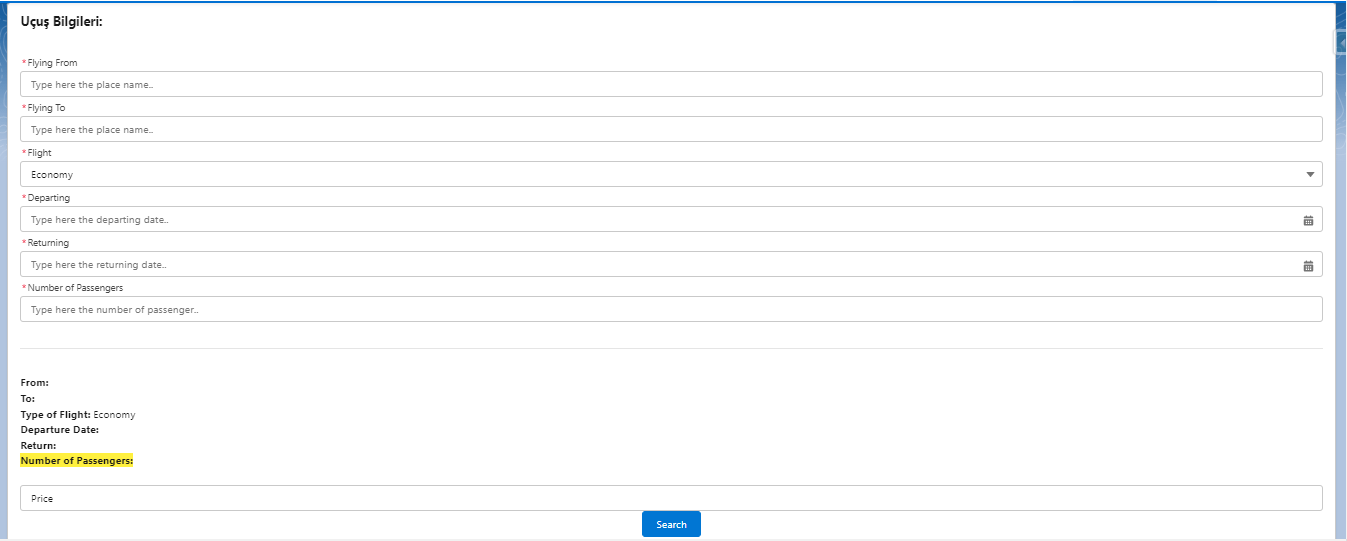 Uçuş Bilgileri:
*Flying From
Type here the place name..
*Flying To
Type here the place name..
*Flight
Economy
*Departing
Type here the departing date..
*Returning
Type here the returning date..
*Number of Passengers
Type here the number of passenger..
From:
To:
Type of Flight: Economy
Departure Date:
Return:
Number of Passengers:
Price
Search